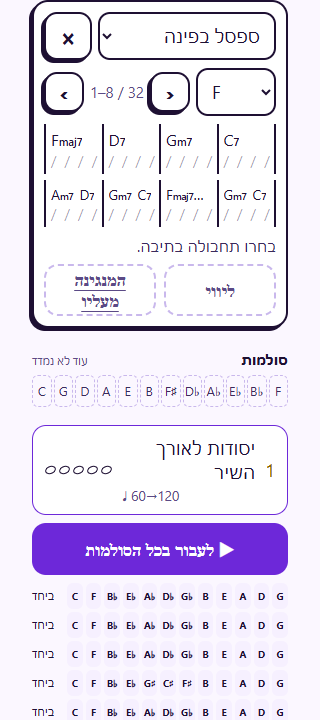 ספסל בפינה ×
F › 1–8 / 32 ‹
Fmaj7 D7 Gm7 C7
/ / / / / / / / / / / / / / / /
Am7 D7 Gm7 C7 Fmaj7... Gm7 C7
/ / / / / / / / / / / / / / / /
בחרו תחבולה בתיבה.
ליווי
המנגינה
מעליו
סולמות עוד לא נמדד
C G D A E B F♯ D♭ A♭ E♭ B♭ F
1 יסודות לאורך
השיר
♩ 60→120
▶ לעבור בכל הסולמות
ביחד C F B♭ E♭ A♭ D♭ G♭ B E A D G
ביחד C F B♭ E♭ A♭ D♭ G♭ B E A D G
ביחד C F B♭ E♭ A♭ D♭ G♭ B E A D G
ביחד C F B♭ E♭ G♯ C♯ F♯ B E A D G
ביחד C F B♭ E♭ A♭ D♭ G♭ B E A D G